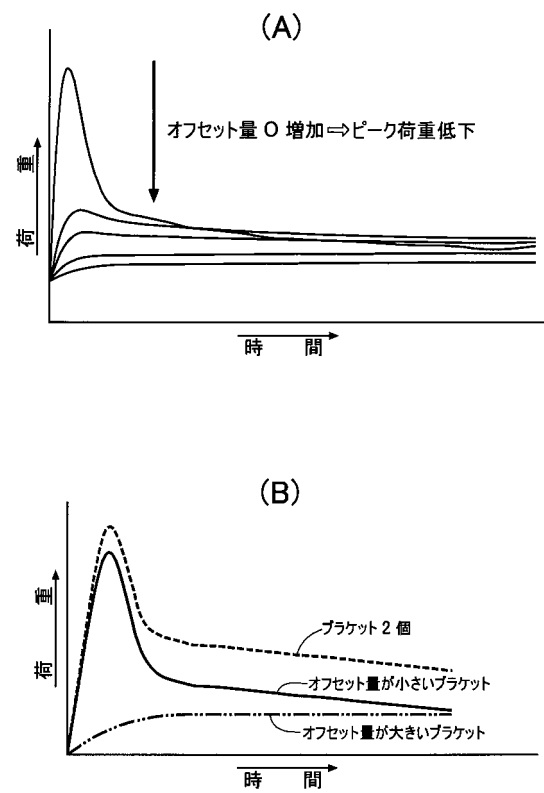 (A)
オフセット量 O 増加⇨ピーク荷重低下
荷 重
時 間
(B)
荷 重
ブラケット 2 個
オフセット量が小さいブラケット
オフセット量が大きいブラケット
時 間